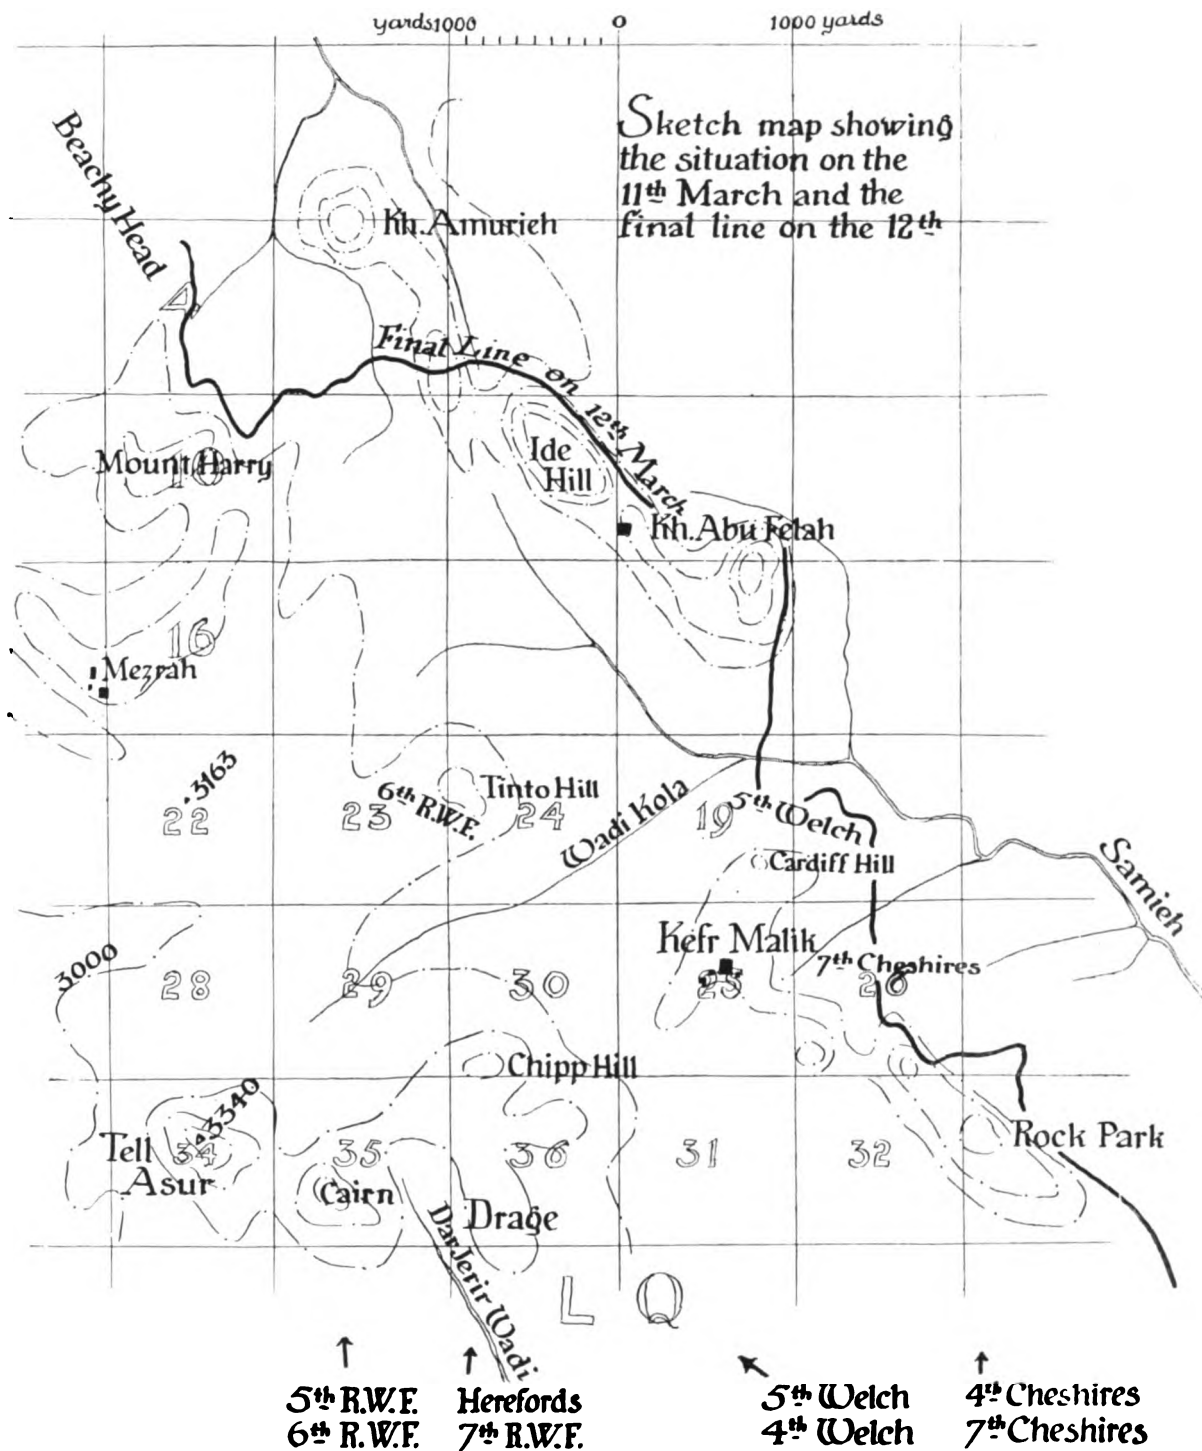 yards 1000 0 1000 yards
Sketch map showing
the situation on the
11th March and the
final line on the 12th
Beachy Head
Kh. Amurieh
4
Final Line on 12th March
Ide
Hill
Mount Harry
10
Kh. Abu Felah
16
Mezrah
3163
Tinto Hill
6th R.W.F.
22
23
24
Wadi Kola
19
5th Welch
Cardiff Hill
Samieh
Kefr Malik
3000
7th Cheshires
28
29
30
25
26
Chipp Hill
3340
Tell
Asur
34
35
36
31
32
Rock Park
Cairn
Drage
Dar Jerir Wadi
L Q
5th R.W.F.
6th R.W.F.
Herefords
7th R.W.F.
5th Welch
4th Welch
4th Cheshires
7th Cheshires